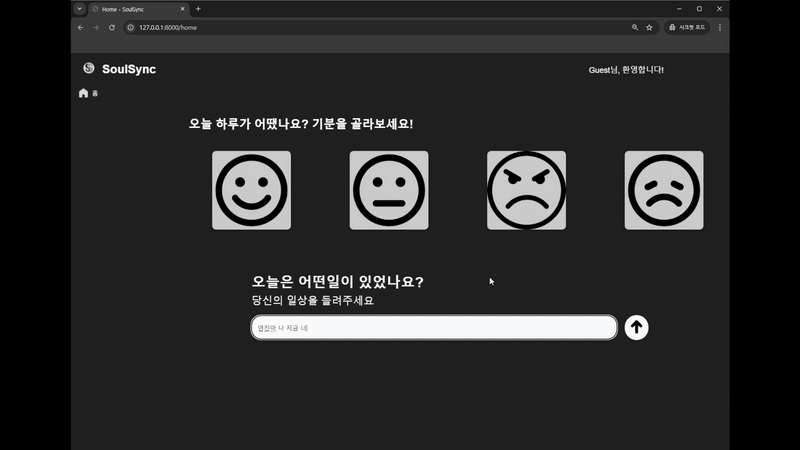 Home - SoulSync
127.0.0.1:8000/home
시크릿 모드
SoulSync
Guest님, 환영합니다!
홈
오늘 하루가 어땠나요? 기분을 골라보세요!
오늘은 어떤일이 있었나요?
당신의 일상을 들려주세요
나 지금 네